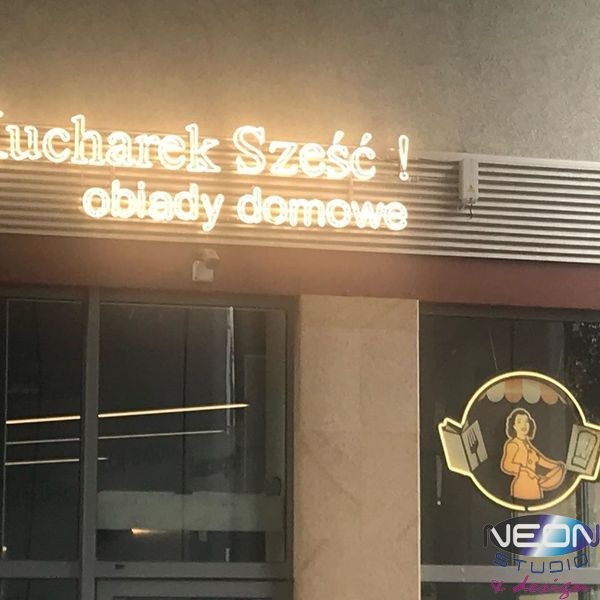 Kucharek Sześć !
obiady domowe
NEON
STUDIO
& design